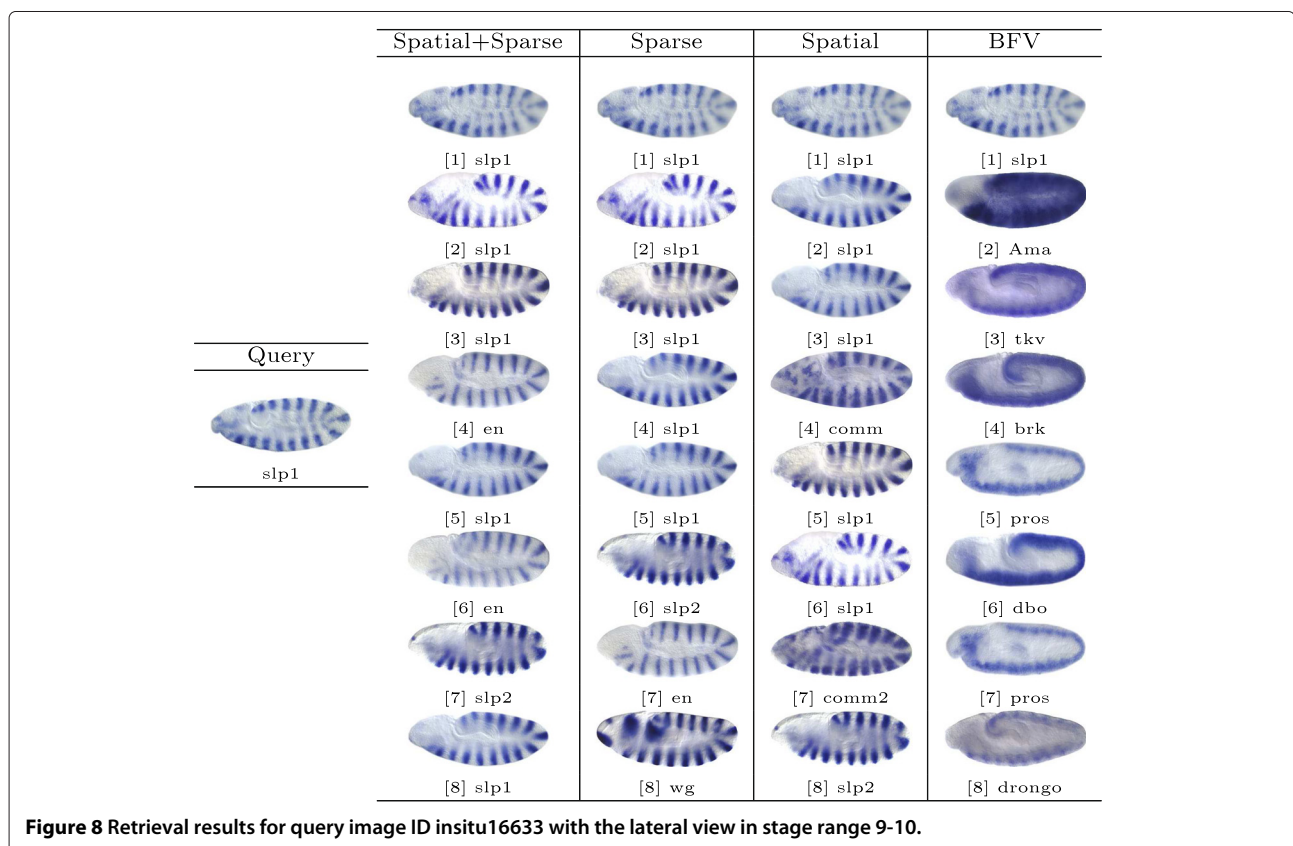 Spatial+Sparse Sparse Spatial BFV
[1] slp1 [1] slp1 [1] slp1 [1] slp1
[2] slp1 [2] slp1 [2] slp1 [2] Ama
[3] slp1 [3] slp1 [3] slp1 [3] tkv
Query
[4] en [4] slp1 [4] comm [4] brk
slp1
[5] slp1 [5] slp1 [5] slp1 [5] pros
[6] en [6] slp2 [6] slp1 [6] dbo
[7] slp2 [7] en [7] comm2 [7] pros
[8] slp1 [8] wg [8] slp2 [8] drongo
Figure 8 Retrieval results for query image ID insitu16633 with the lateral view in stage range 9-10.